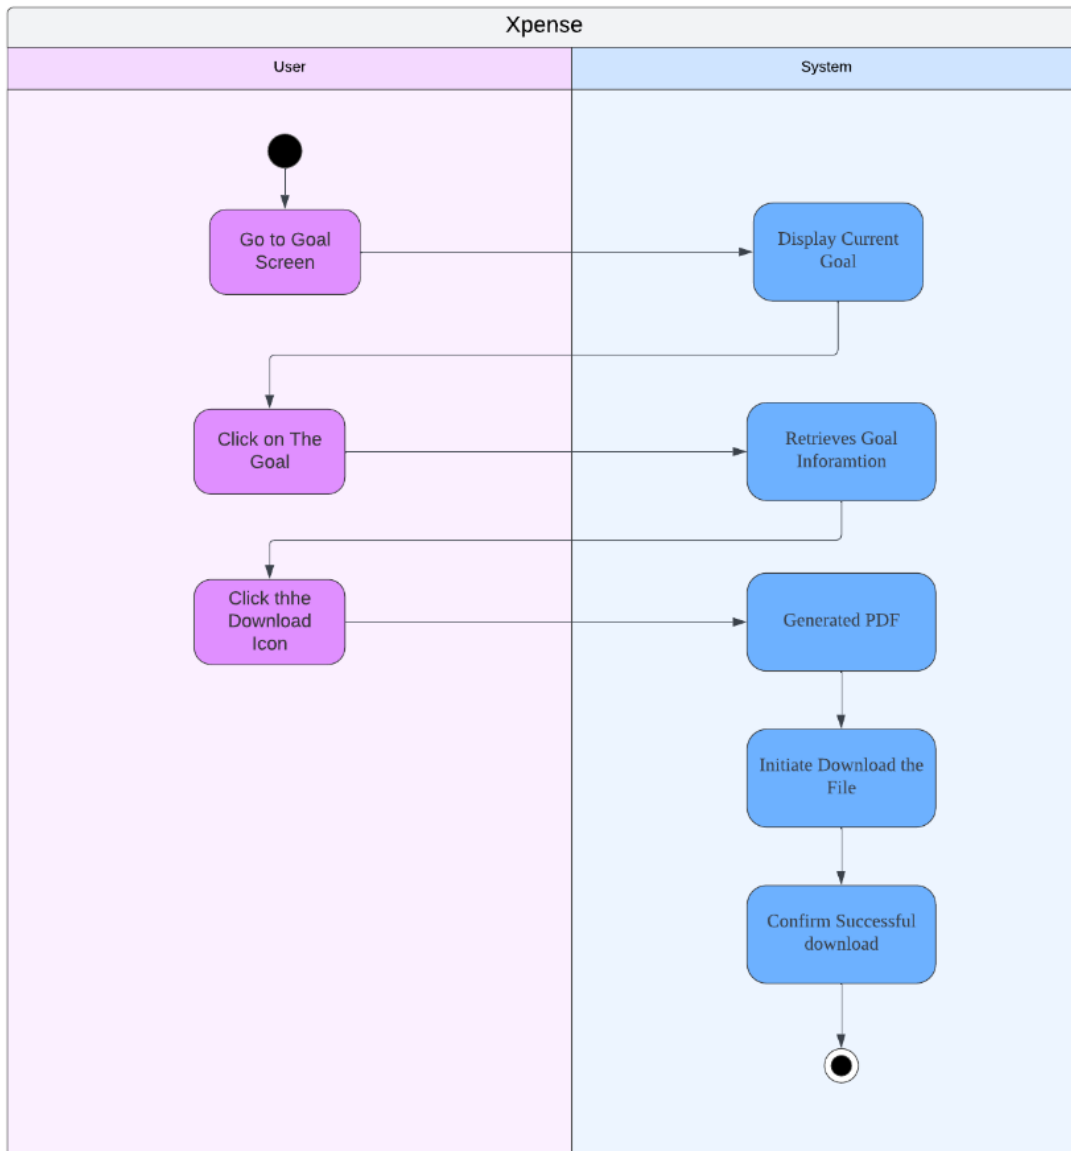 Xpense
User
System
Go to Goal
Screen
Display Current
Goal
Click on The
Goal
Retrieves Goal
Inforamtion
Click thhe
Download
Icon
Generated PDF
Initiate Download the
File
Confirm Successful
download